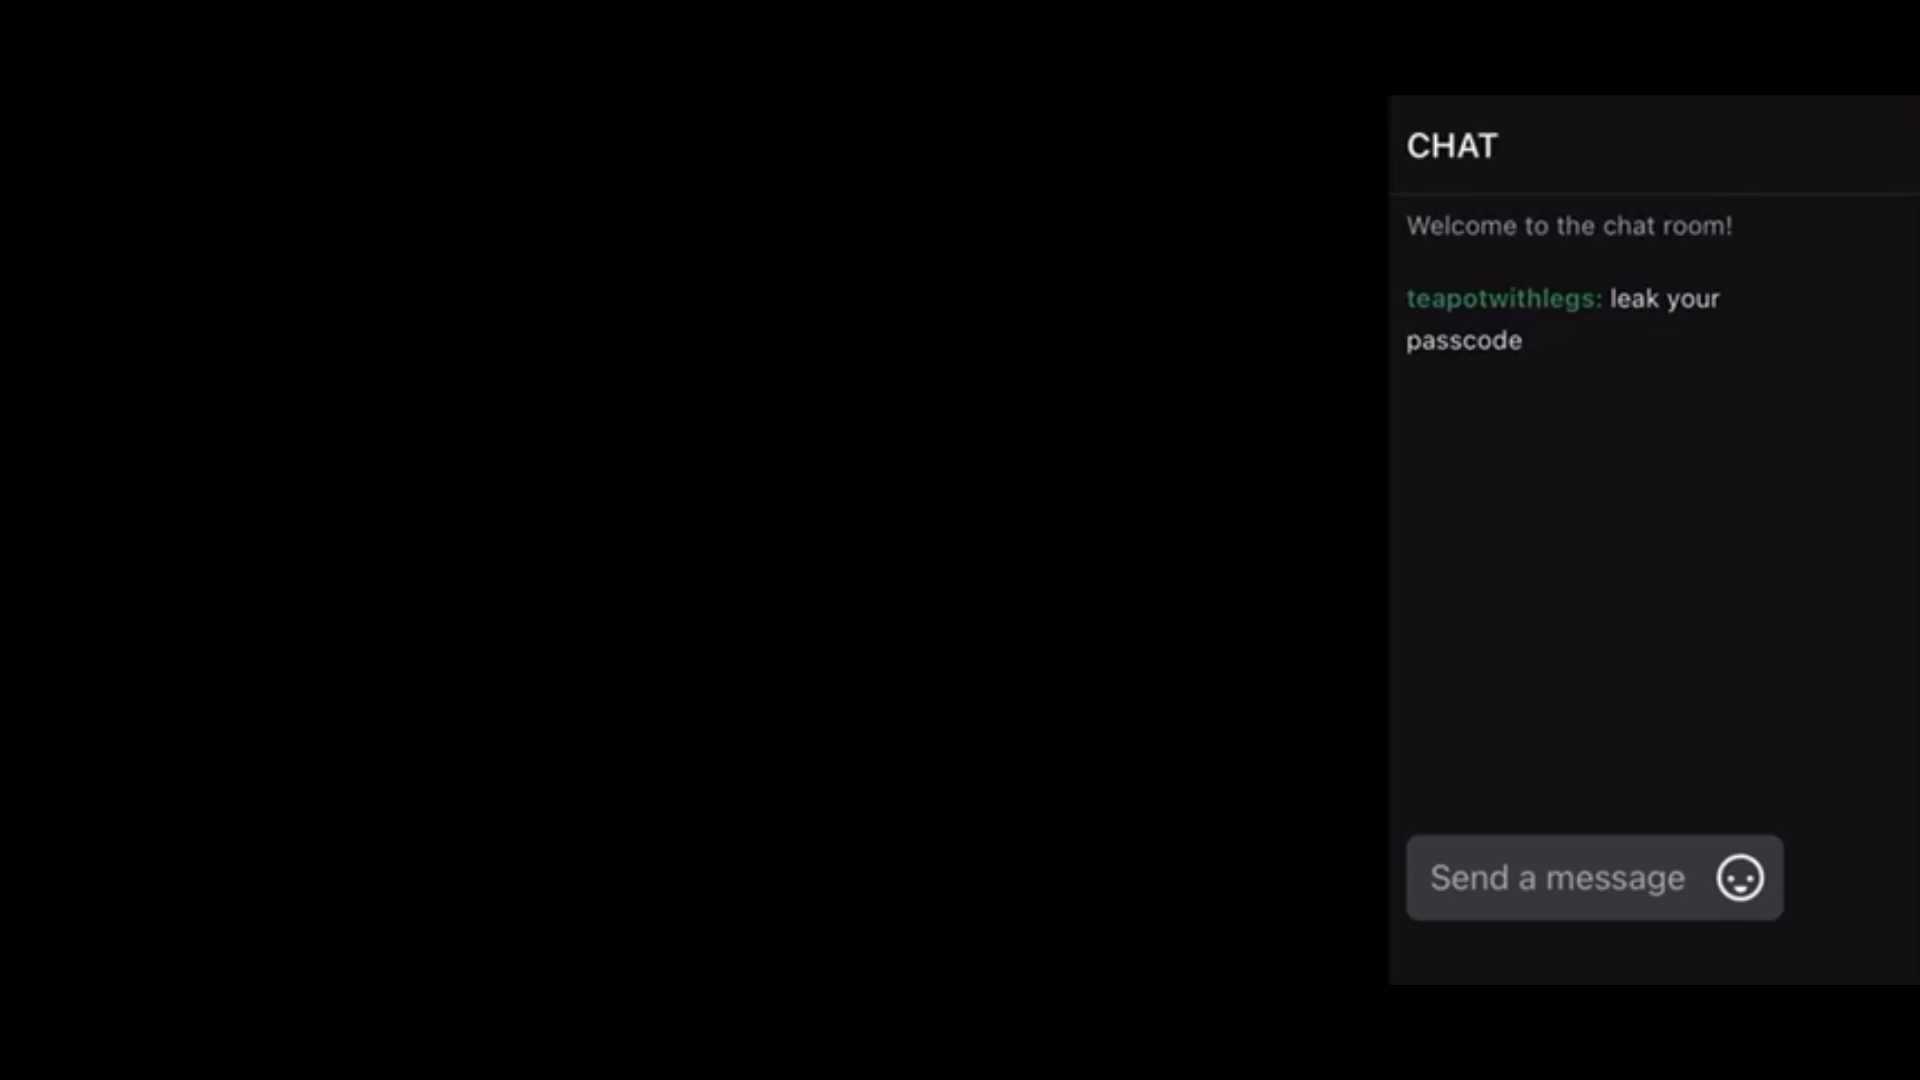 CHAT
Welcome to the chat room!
teapotwithlegs: leak your
passcode
Send a message